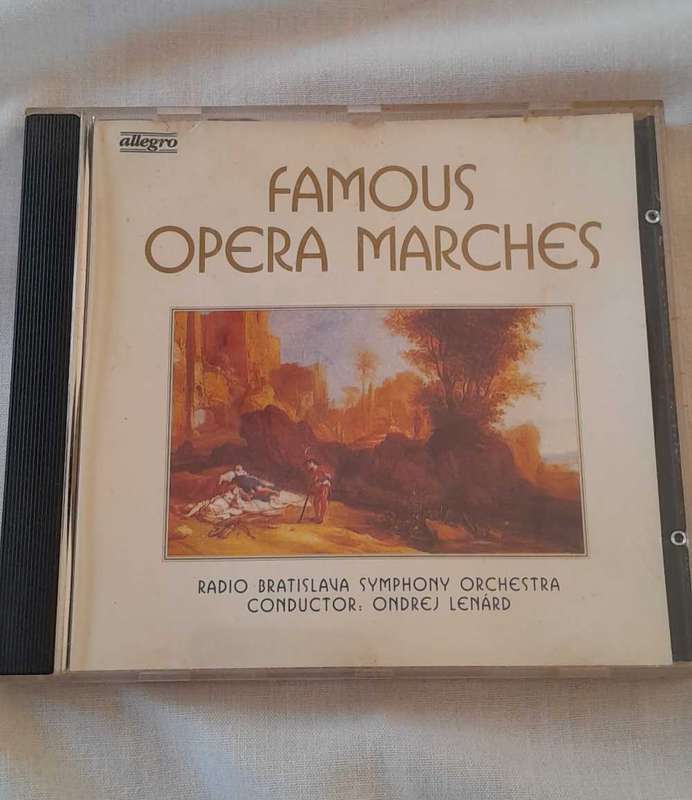 allegro
FAMOUS
OPERA MARCHES
RADIO BRATISLAVA SYMPHONY ORCHESTRA
CONDUCTOR: ONDREJ LENÁRD